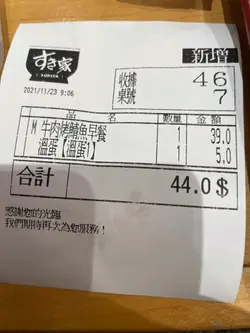 すき家
SUKIYA
新增
2021/11/23 9:06
收據 46
桌號 7
品 名 數量 金額
M 牛肉烤鯖魚早餐 1 39.0
溫蛋【溫蛋1】 1 5.0
合計 44.0$
感謝您的光臨
我們期待再次為您服務！